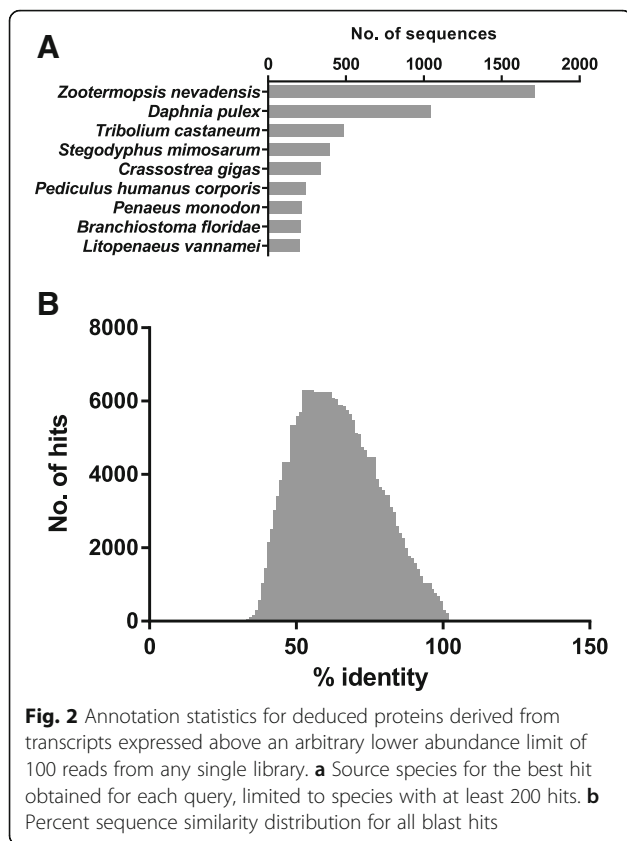 A
No. of sequences
0 500 1000 1500 2000
Zootermopsis nevadensis
Daphnia pulex
Tribolium castaneum
Stegodyphus mimosarum
Crassostrea gigas
Pediculus humanus corporis
Penaeus monodon
Branchiostoma floridae
Litopenaeus vannamei
B
8000
6000
4000
2000
0
No. of hits
0 50 100 150
% identity
Fig. 2 Annotation statistics for deduced proteins derived from
transcripts expressed above an arbitrary lower abundance limit of
100 reads from any single library. a Source species for the best hit
obtained for each query, limited to species with at least 200 hits. b
Percent sequence similarity distribution for all blast hits